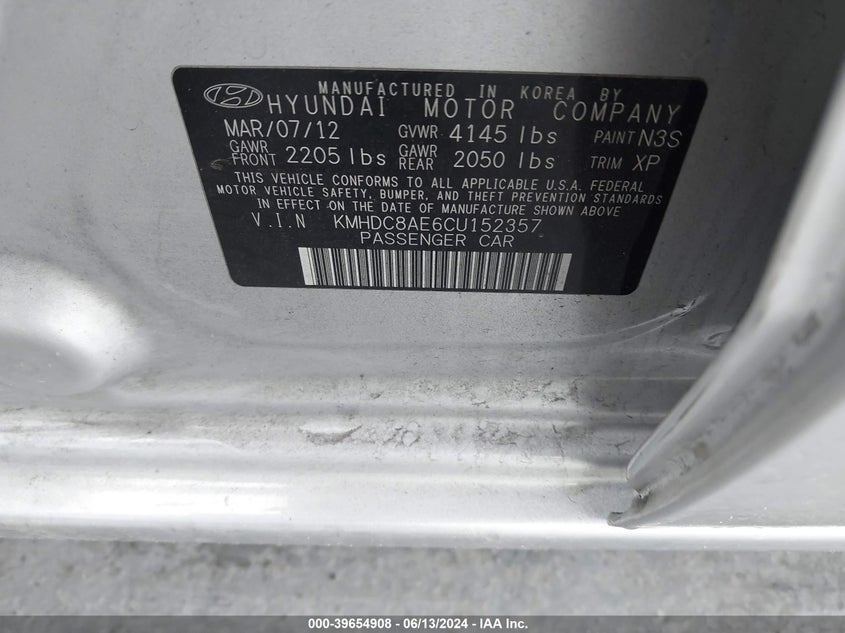 MANUFACTURED IN KOREA BY
HYUNDAI MOTOR COMPANY
MAR/07/12 GVWR 4145 lbs PAINT N3S
GAWR FRONT 2205 lbs GAWR REAR 2050 lbs TRIM XP
THIS VEHICLE CONFORMS TO ALL APPLICABLE U.S.A. FEDERAL
MOTOR VEHICLE SAFETY, BUMPER, AND THEFT PREVENTION STANDARDS
IN EFFECT ON THE DATE OF MANUFACTURE SHOWN ABOVE
V.I.N KMHDC8AE6CU152357
PASSENGER CAR
000-39654908 - 06/13/2024 - IAA Inc.